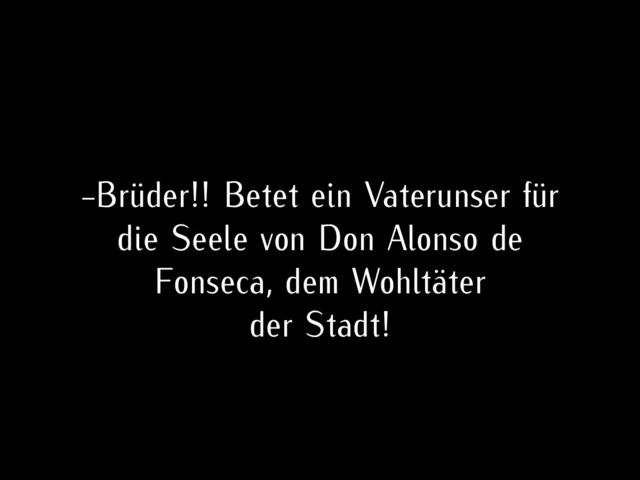 –Brüder!! Betet ein Vaterunser für
die Seele von Don Alonso de
Fonseca, dem Wohltäter
der Stadt!